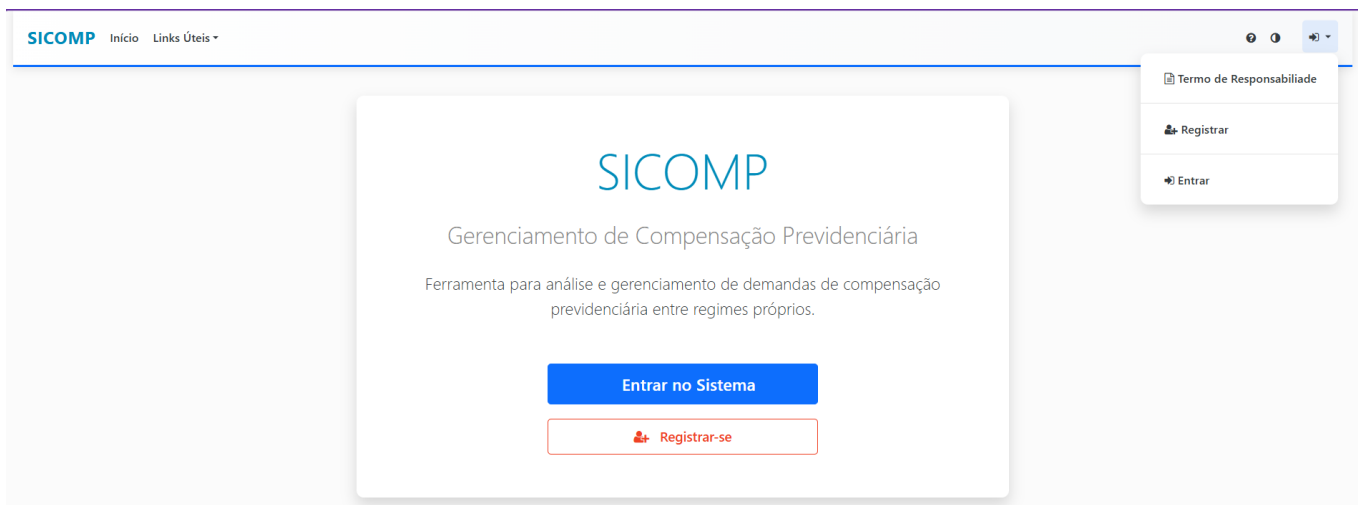 SICOMP Início Links Úteis
Termo de Responsabiliade
Registrar
Entrar
SICOMP
Gerenciamento de Compensação Previdenciária
Ferramenta para análise e gerenciamento de demandas de compensação
previdenciária entre regimes próprios.
Entrar no Sistema
Registrar-se